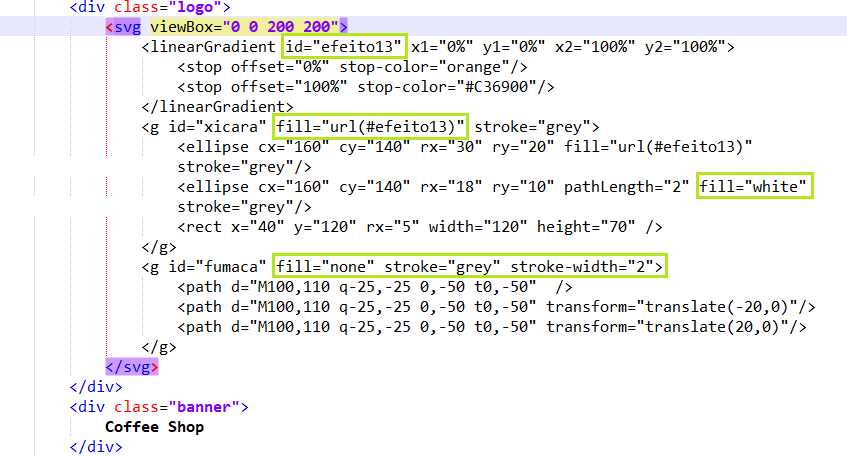 <div class="logo">
<svg viewBox="0 0 200 200">
<linearGradient id="efeito13" x1="0%" y1="0%" x2="100%" y2="100%">
<stop offset="0%" stop-color="orange"/>
<stop offset="100%" stop-color="#C36900"/>
</linearGradient>
<g id="xicara" fill="url(#efeito13)" stroke="grey">
<ellipse cx="160" cy="140" rx="30" ry="20" fill="url(#efeito13)"
stroke="grey"/>
<ellipse cx="160" cy="140" rx="18" ry="10" pathLength="2" fill="white"
stroke="grey"/>
<rect x="40" y="120" rx="5" width="120" height="70" />
</g>
<g id="fumaca" fill="none" stroke="grey" stroke-width="2">
<path d="M100,110 q-25,-25 0,-50 t0,-50"  />
<path d="M100,110 q-25,-25 0,-50 t0,-50" transform="translate(-20,0)"/>
<path d="M100,110 q-25,-25 0,-50 t0,-50" transform="translate(20,0)"/>
</g>
</svg>
</div>
<div class="banner">
Coffee Shop
</div>